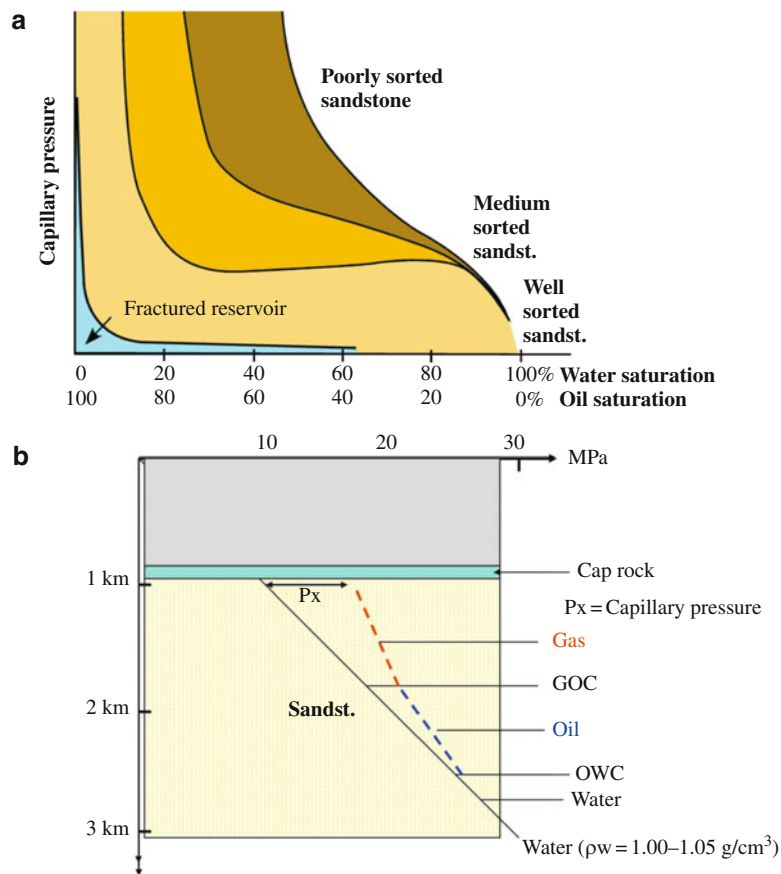 a
Capillary pressure
Poorly sorted
sandstone
Medium
sorted
sandst.
Well
sorted
sandst.
Fractured reservoir
0 20 40 60 80 100% Water saturation
100 80 60 40 20 0% Oil saturation
b
10 20 30
MPa
Cap rock
1 km
Px
Px = Capillary pressure
Gas
GOC
2 km
Sandst.
Oil
OWC
Water
3 km
Water (ρw = 1.00–1.05 g/cm³)